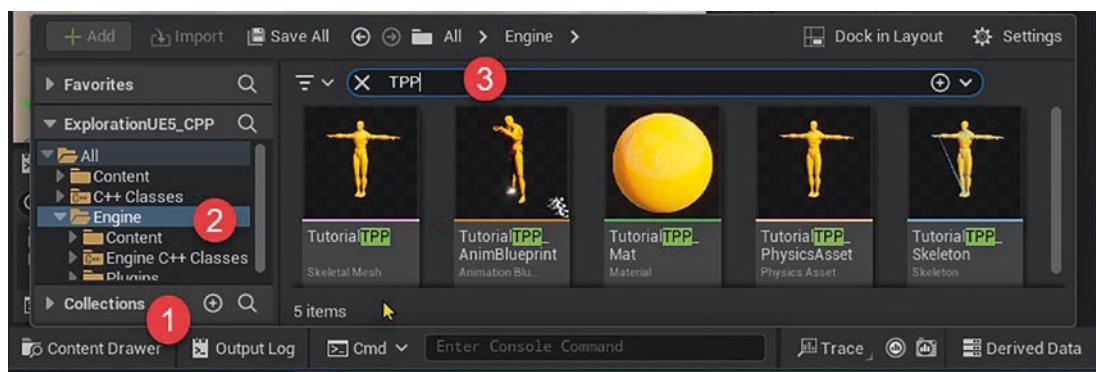 + Add Import Save All All > Engine > Dock in Layout Settings
Favorites
TPP
3
ExplorationUE5_CPP
All
Content
C++ Classes
Engine
2
Content
Engine C++ Classes
Plugins
TutorialTPP
Skeletal Mesh
TutorialTPP_
AnimBlueprint
Animation Blu...
TutorialTPP_
Mat
Material
TutorialTPP_
PhysicsAsset
Physics Asset
TutorialTPP_
Skeleton
Skeleton
Collections
1
5 items
Content Drawer Output Log Cmd Enter Console Command Trace Derived Data